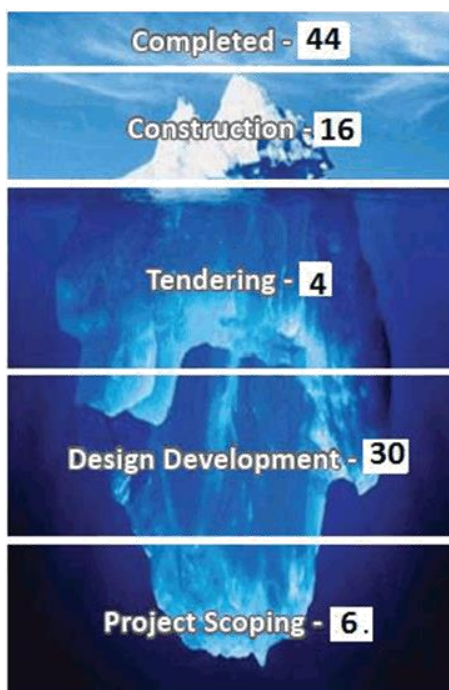 Completed - 44
Construction - 16
Tendering - 4
Design Development - 30
Project Scoping - 6.